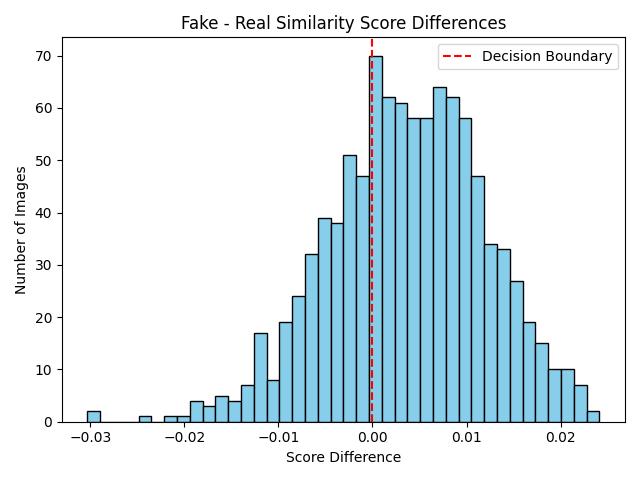 Fake - Real Similarity Score Differences
Decision Boundary
Number of Images
70
60
50
40
30
20
10
0
−0.03 −0.02 −0.01 0.00 0.01 0.02
Score Difference